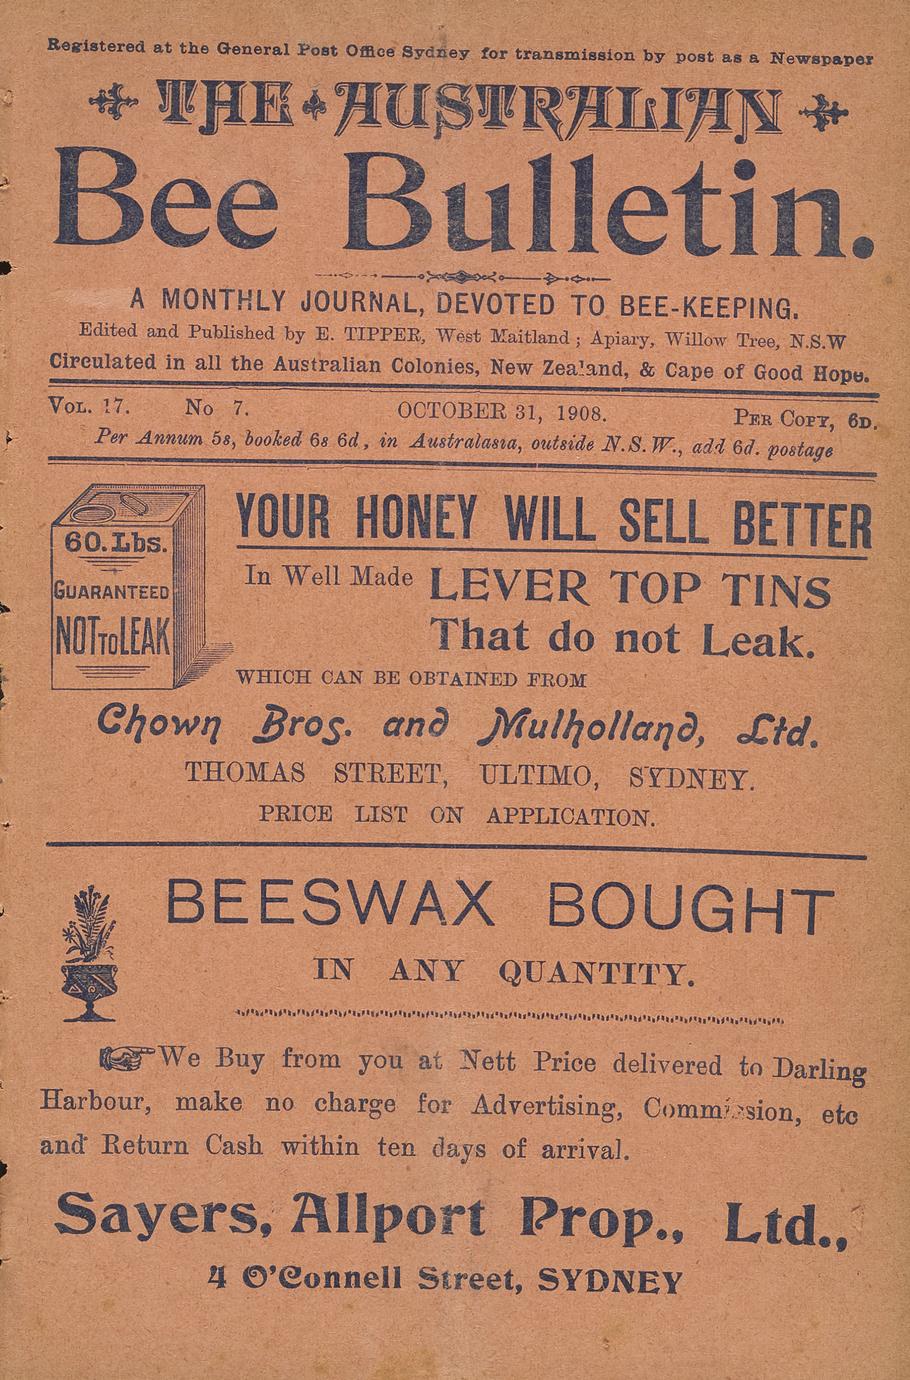 Registered at the General Post Office Sydney for transmission by post as a Newspaper
THE AUSTRALIAN
Bee Bulletin.
A MONTHLY JOURNAL, DEVOTED TO BEE-KEEPING.
Edited and Published by E. TIPPER, West Maitland; Apiary, Willow Tree, N.S.W
Circulated in all the Australian Colonies, New Zealand, & Cape of Good Hope.
VOL. 17. No 7. OCTOBER 31, 1908. PER COPY, 6D.
Per Annum 5s, booked 6s 6d, in Australasia, outside N.S.W., add 6d. postage
60.Lbs.
GUARANTEED
NOT TO LEAK
YOUR HONEY WILL SELL BETTER
In Well Made LEVER TOP TINS
That do not Leak.
WHICH CAN BE OBTAINED FROM
Chown Bros. and Mulholland, Ltd.
THOMAS STREET, ULTIMO, SYDNEY.
PRICE LIST ON APPLICATION.
BEESWAX BOUGHT
IN ANY QUANTITY.
We Buy from you at Nett Price delivered to Darling
Harbour, make no charge for Advertising, Commission, etc
and Return Cash within ten days of arrival.
Sayers, Allport Prop., Ltd.,
4 O'Connell Street, SYDNEY